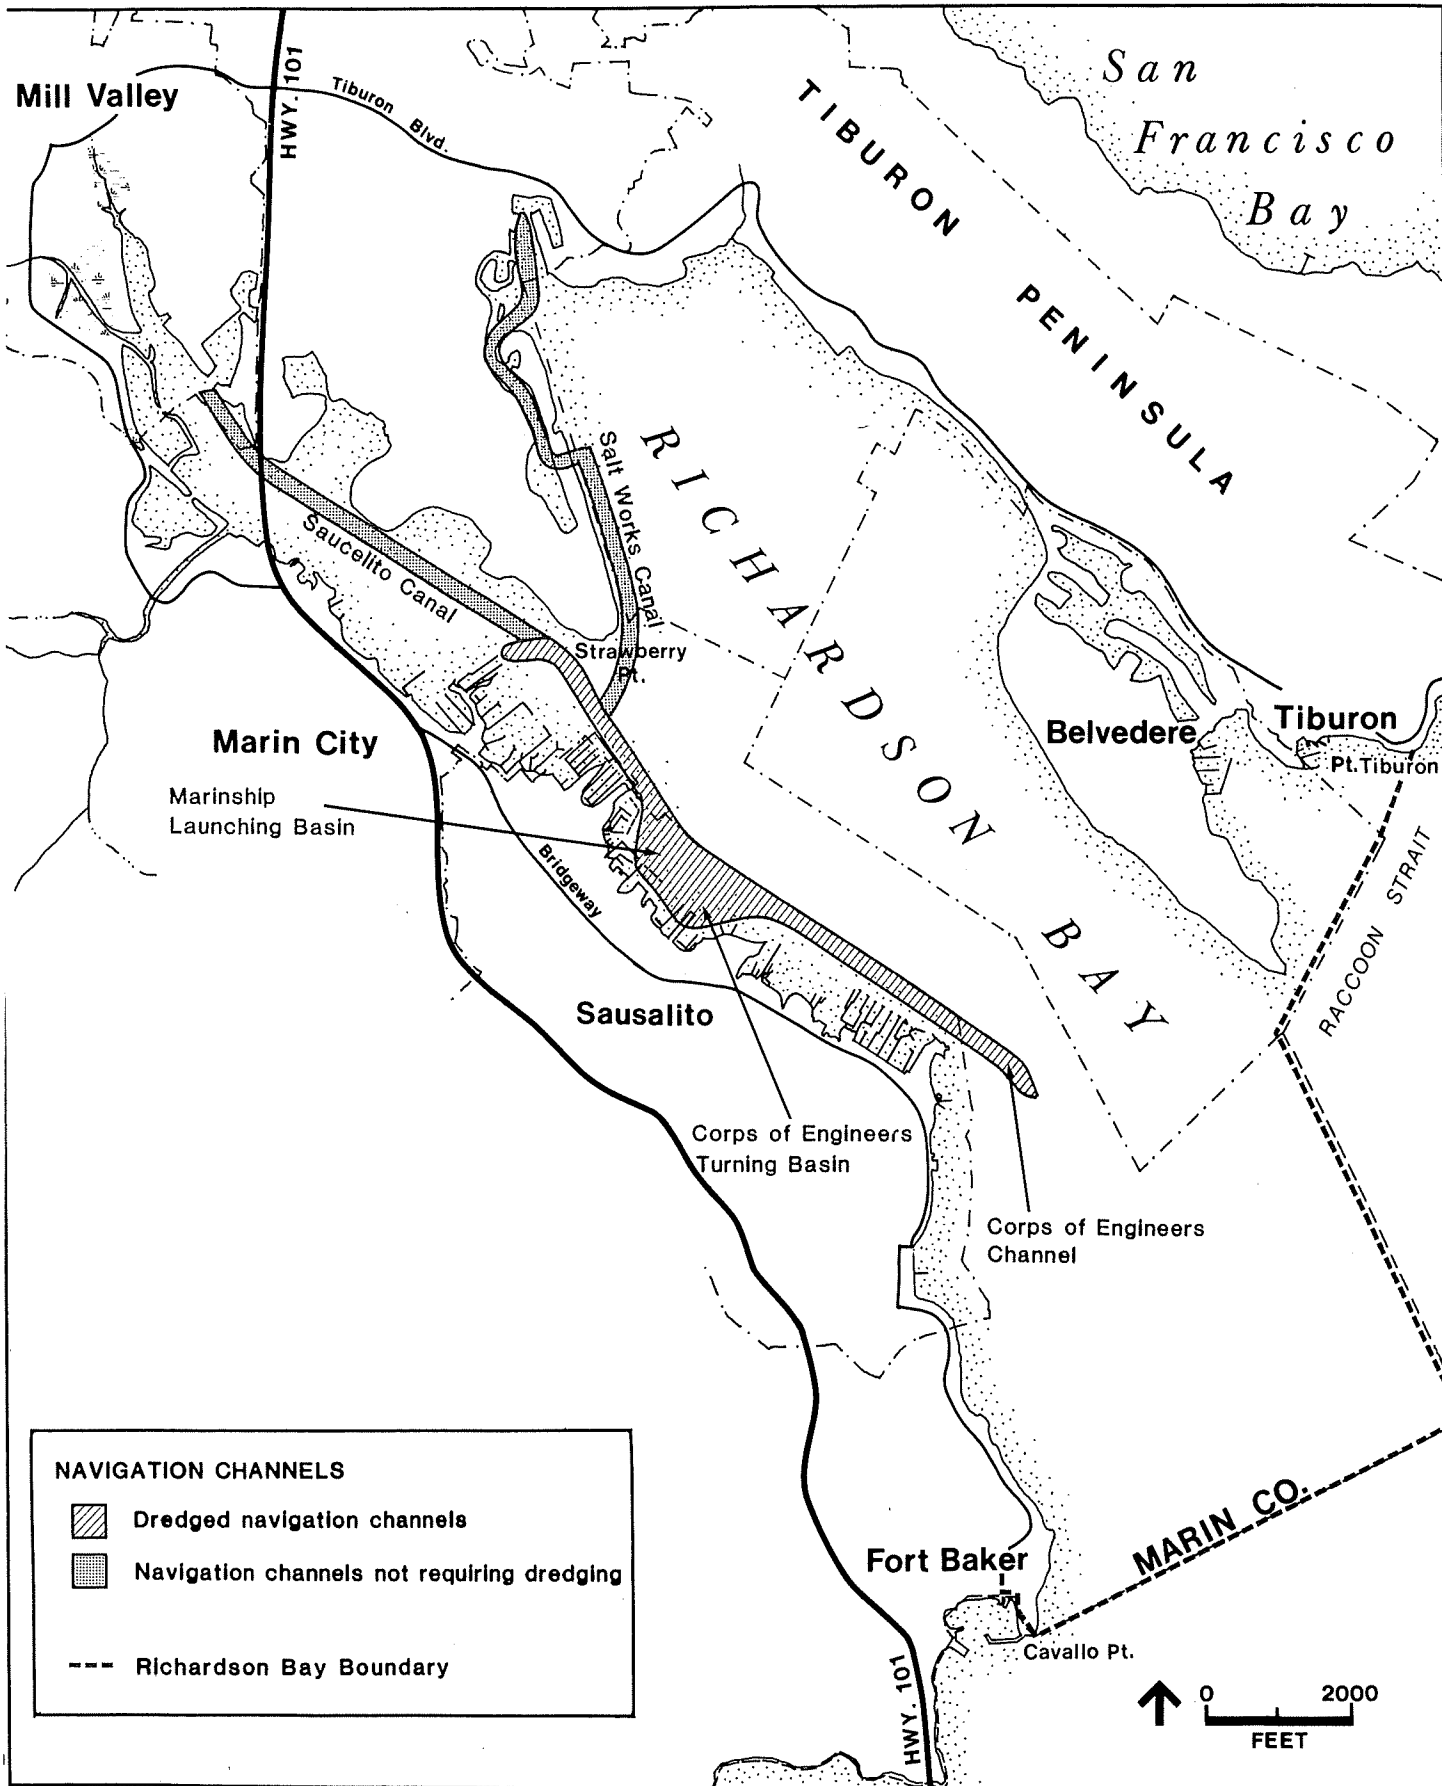 San
Francisco
Bay
Mill Valley
HWY. 101
Tiburon
Blvd.
TIBURON
PENINSULA
RICHARDSON
BAY
Salt Works Canal
Saucelito Canal
Strawberry
Pt.
Marin City
Belvedere
Tiburon
Pt. Tiburon
Marinship
Launching Basin
Bridgeway
RACCOON STRAIT
Sausalito
Corps of Engineers
Turning Basin
Corps of Engineers
Channel
NAVIGATION CHANNELS
Dredged navigation channels
Navigation channels not requiring dredging
Richardson Bay Boundary
MARIN CO.
Fort Baker
Cavallo Pt.
HWY. 101
0 2000
FEET